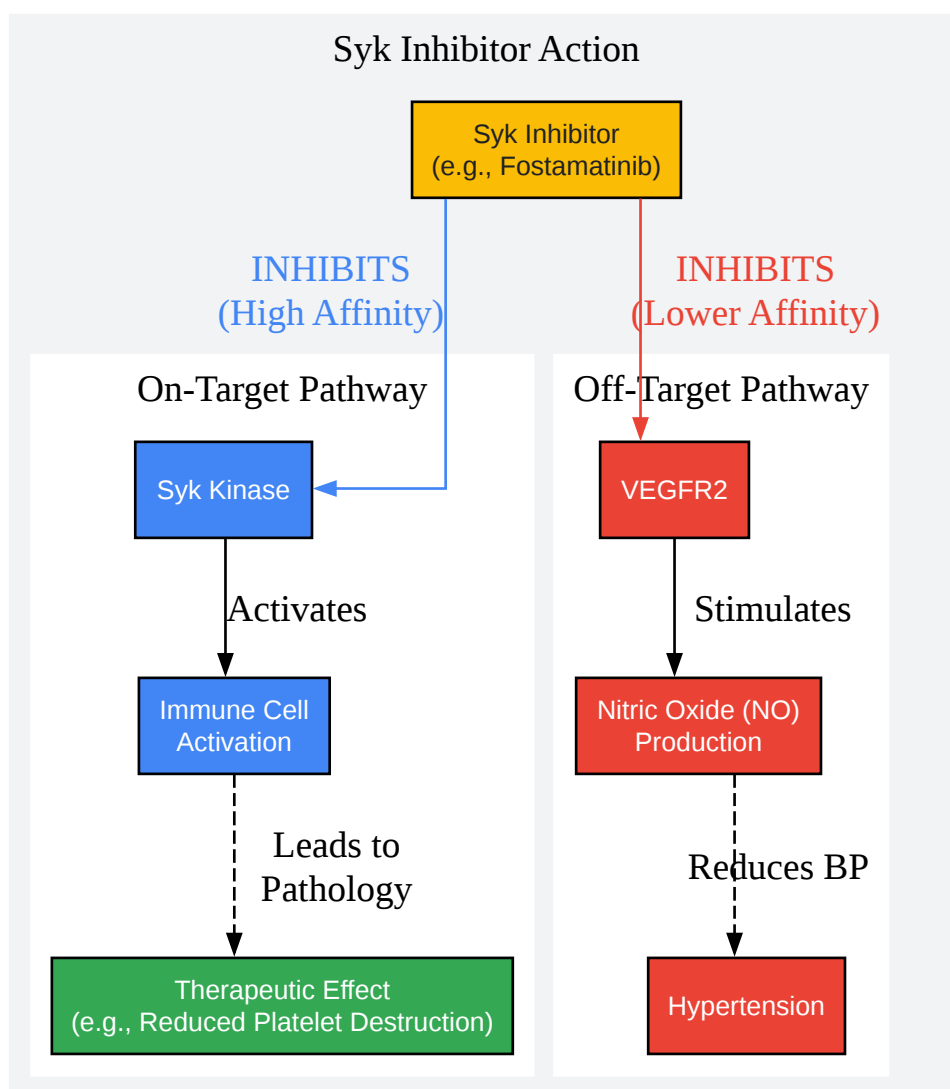 Syk Inhibitor Action
Syk Inhibitor
(e.g., Fostamatinib)
INHIBITS
(High Affinity)
INHIBITS
(Lower Affinity)
On-Target Pathway
Syk Kinase
Activates
Immune Cell
Activation
Leads to
Pathology
Therapeutic Effect
(e.g., Reduced Platelet Destruction)
Off-Target Pathway
VEGFR2
Stimulates
Nitric Oxide (NO)
Production
Reduces BP
Hypertension